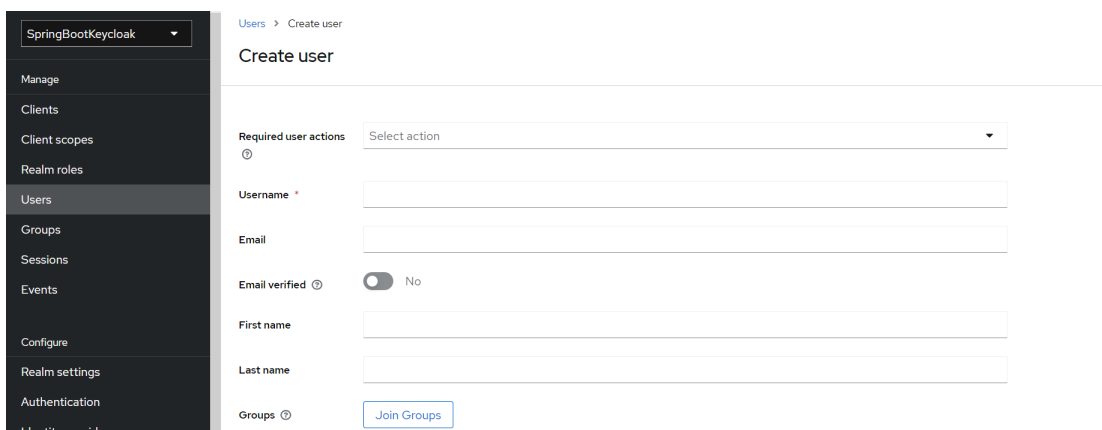 SpringBootKeycloak
Manage
Clients
Client scopes
Realm roles
Users
Groups
Sessions
Events
Configure
Realm settings
Authentication
Users > Create user
Create user
Required user actions
Select action
Username *
Email
Email verified
No
First name
Last name
Groups
Join Groups